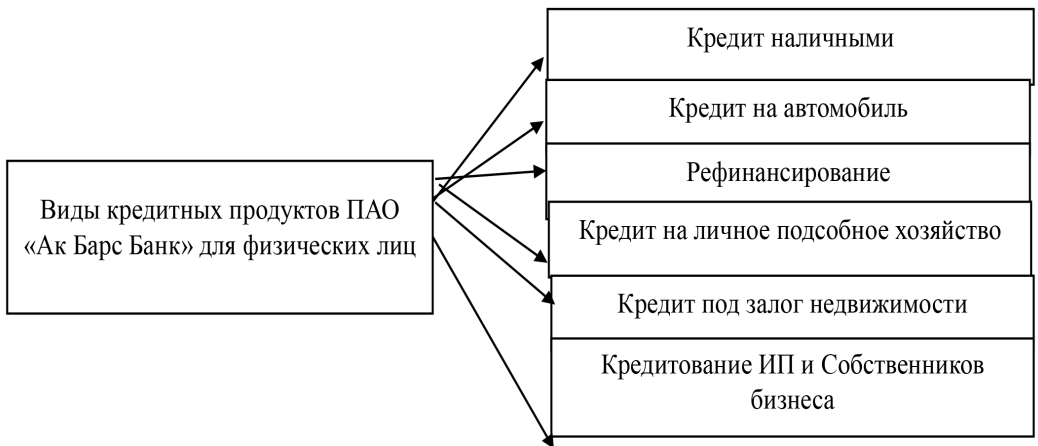 Виды кредитных продуктов ПАО
«Ак Барс Банк» для физических лиц
Кредит наличными
Кредит на автомобиль
Рефинансирование
Кредит на личное подсобное хозяйство
Кредит под залог недвижимости
Кредитование ИП и Собственников
бизнеса